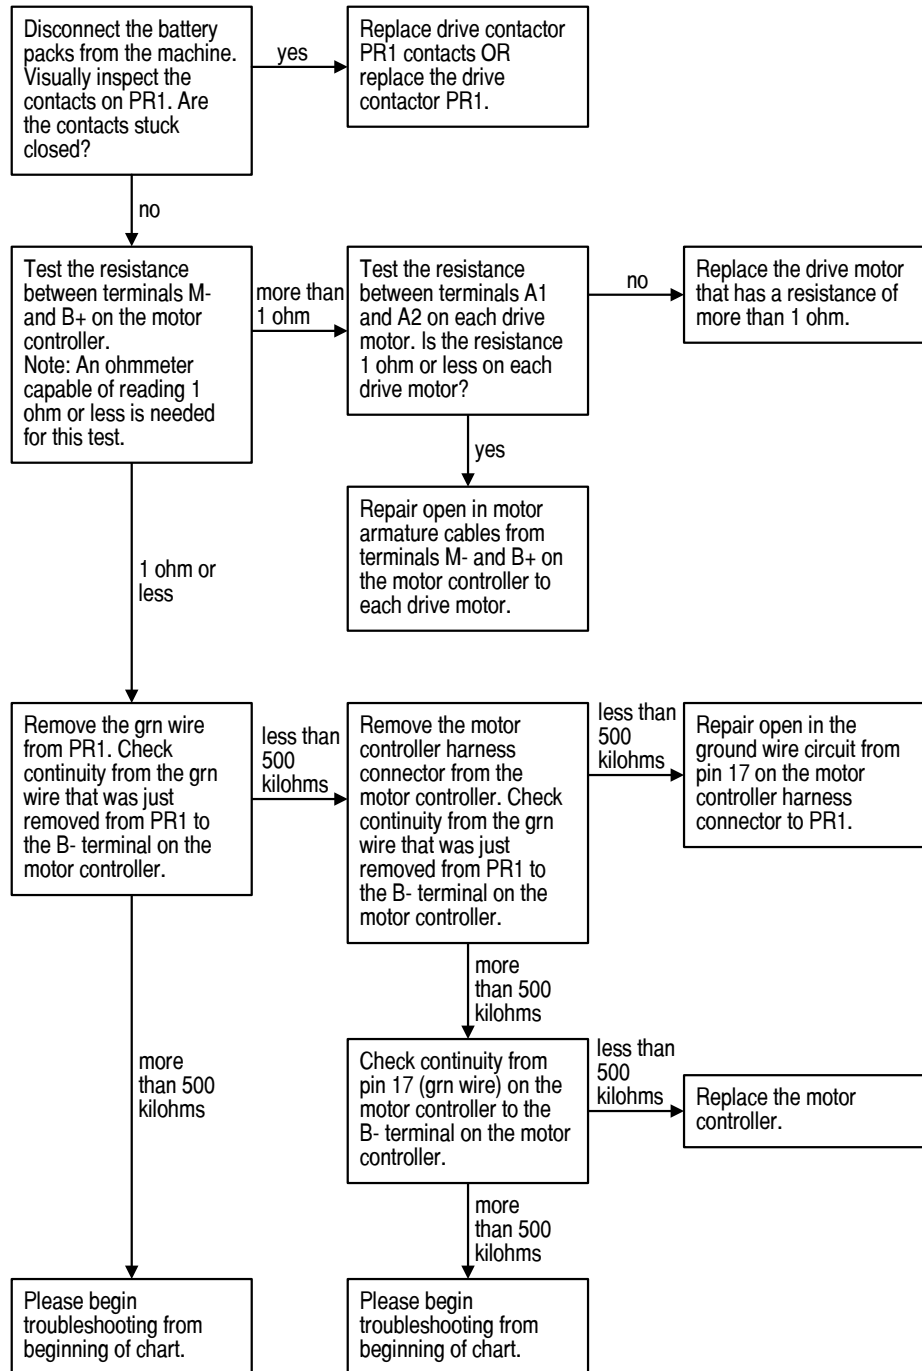 Disconnect the battery
packs from the machine.
Visually inspect the
contacts on PR1. Are
the contacts stuck
closed?
yes
Replace drive contactor
PR1 contacts OR
replace the drive
contactor PR1.
no
Test the resistance
between terminals M-
and B+ on the motor
controller.
Note: An ohmmeter
capable of reading 1
ohm or less is needed
for this test.
more than
1 ohm
Test the resistance
between terminals A1
and A2 on each drive
motor. Is the resistance
1 ohm or less on each
drive motor?
no
Replace the drive motor
that has a resistance of
more than 1 ohm.
yes
Repair open in motor
armature cables from
terminals M- and B+ on
the motor controller to
each drive motor.
1 ohm or
less
Remove the grn wire
from PR1. Check
continuity from the grn
wire that was just
removed from PR1 to
the B- terminal on the
motor controller.
less than
500
kilohms
Remove the motor
controller harness
connector from the
motor controller. Check
continuity from the grn
wire that was just
removed from PR1 to
the B- terminal on the
motor controller.
less than
500
kilohms
Repair open in the
ground wire circuit from
pin 17 on the motor
controller harness
connector to PR1.
more
than 500
kilohms
more
than 500
kilohms
Check continuity from
pin 17 (grn wire) on the
motor controller to the
B- terminal on the motor
controller.
less than
500
kilohms
Replace the motor
controller.
more
than 500
kilohms
Please begin
troubleshooting from
beginning of chart.
Please begin
troubleshooting from
beginning of chart.